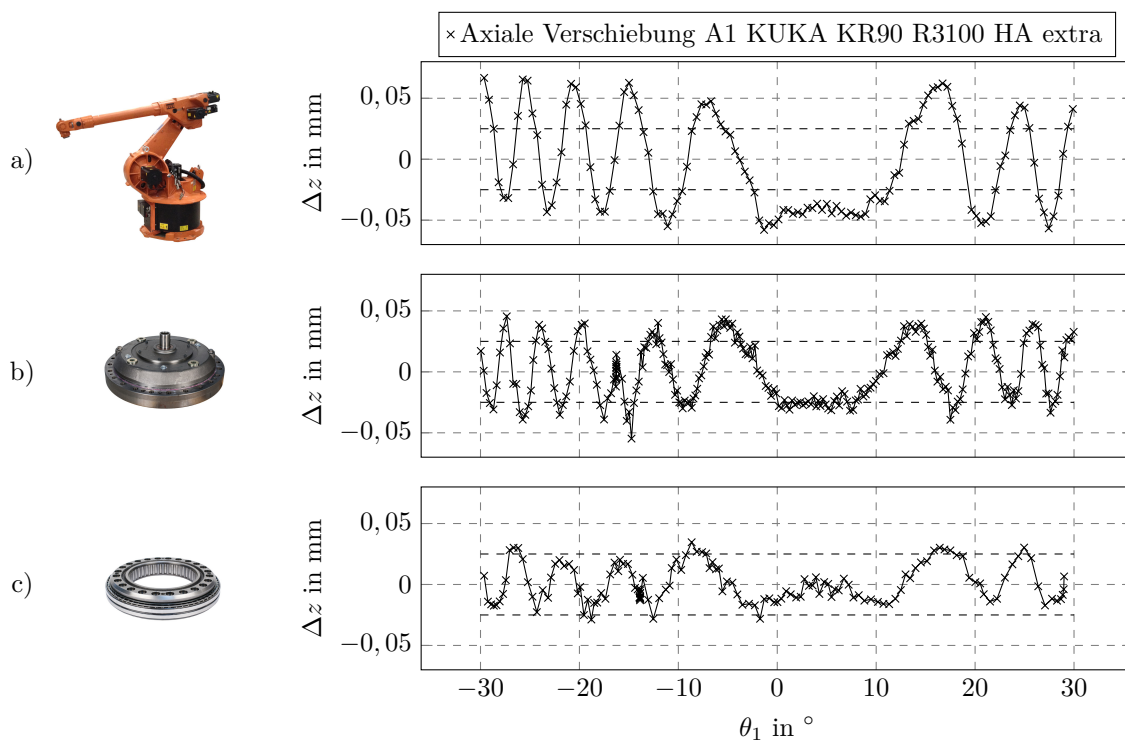 × Axiale Verschiebung A1 KUKA KR90 R3100 HA extra
a)
Δz in mm
0,05
0
−0,05
b)
Δz in mm
0,05
0
−0,05
c)
Δz in mm
0,05
0
−0,05
−30 −20 −10 0 10 20 30
θ₁ in °